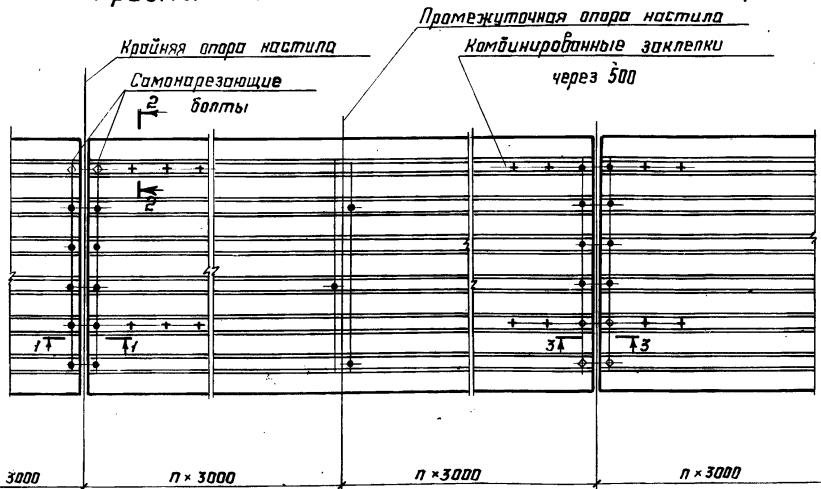 Промежуточная опора настила
Крайняя опора настила
Комбинированные заклепки
через 500
Самонарезающие
болты
2
2
1 1
3 3
3000 n × 3000 n × 3000 n × 3000